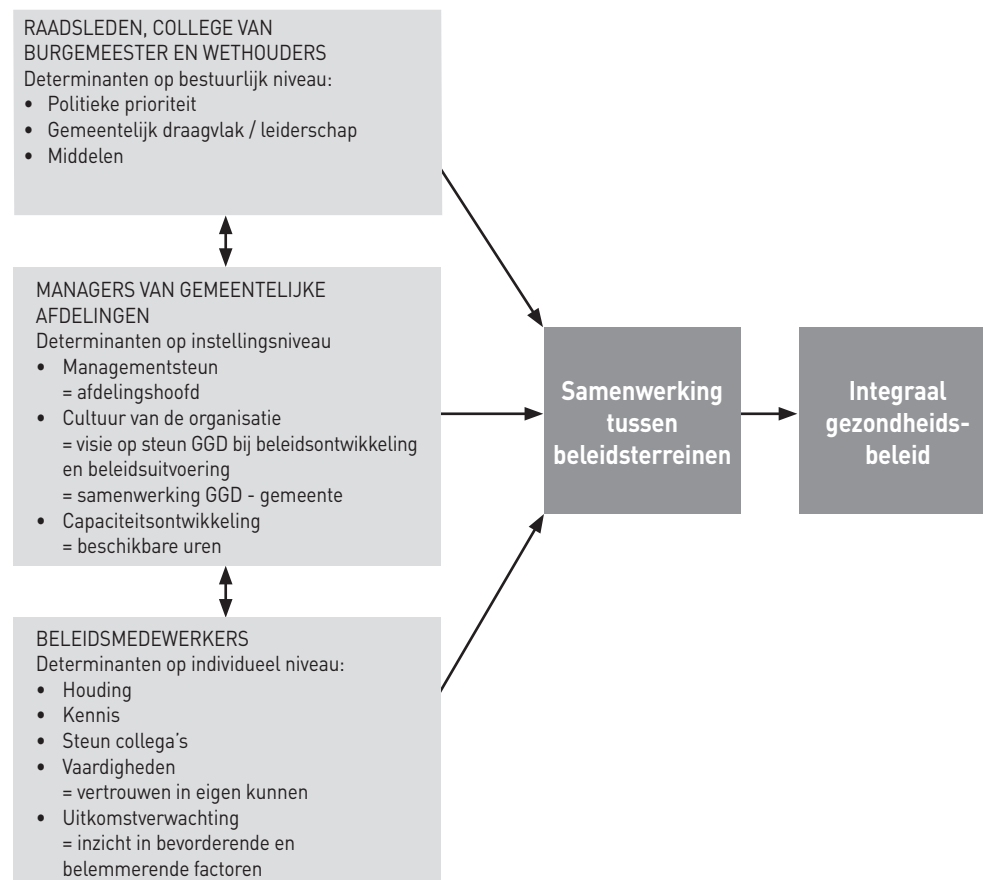 RAADSLEDEN, COLLEGE VAN
BURGEMEESTER EN WETHOUDERS
Determinanten op bestuurlijk niveau:
• Politieke prioriteit
• Gemeentelijk draagvlak / leiderschap
• Middelen
MANAGERS VAN GEMEENTELIJKE
AFDELINGEN
Determinanten op instellingsniveau
• Managementsteun
= afdelingshoofd
• Cultuur van de organisatie
= visie op steun GGD bij beleidsontwikkeling
en beleidsuitvoering
= samenwerking GGD - gemeente
• Capaciteitsontwikkeling
= beschikbare uren
BELEIDSMEDEWERKERS
Determinanten op individueel niveau:
• Houding
• Kennis
• Steun collega's
• Vaardigheden
= vertrouwen in eigen kunnen
• Uitkomstverwachting
= inzicht in bevorderende en
belemmerende factoren
Samenwerking
tussen
beleidsterreinen
Integraal
gezondheids-
beleid